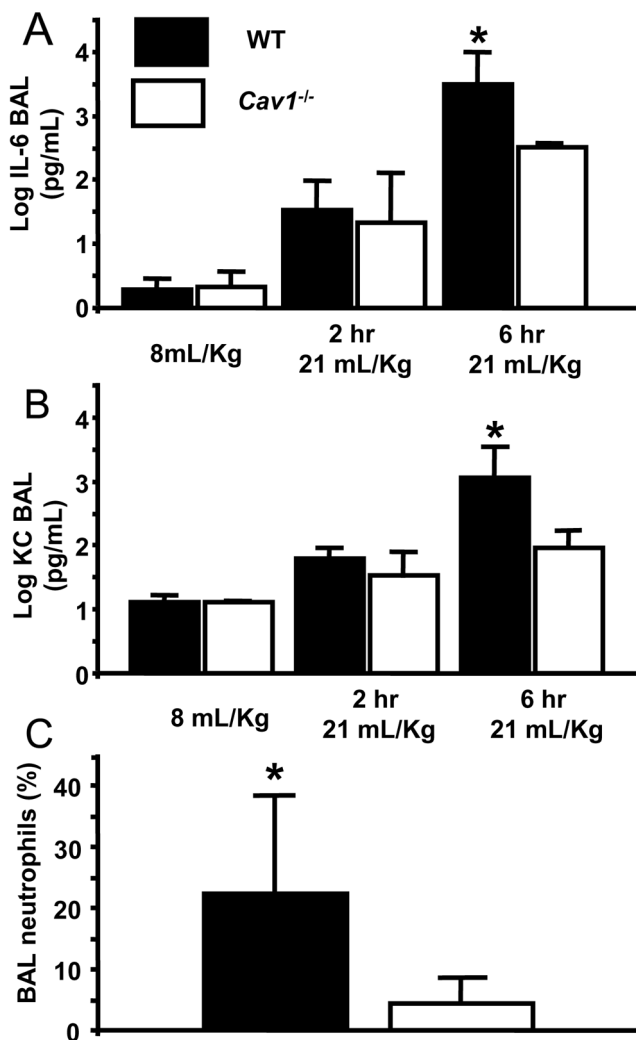 A
WT
Cav1-/-
Log IL-6 BAL
(pg/mL)
4
3
2
1
0
*
8mL/Kg
2 hr
21 mL/Kg
6 hr
21 mL/Kg
B
Log KC BAL
(pg/mL)
4
3
2
1
0
*
8 mL/Kg
2 hr
21 mL/Kg
6 hr
21 mL/Kg
C
BAL neutrophils (%)
40
30
20
10
0
*